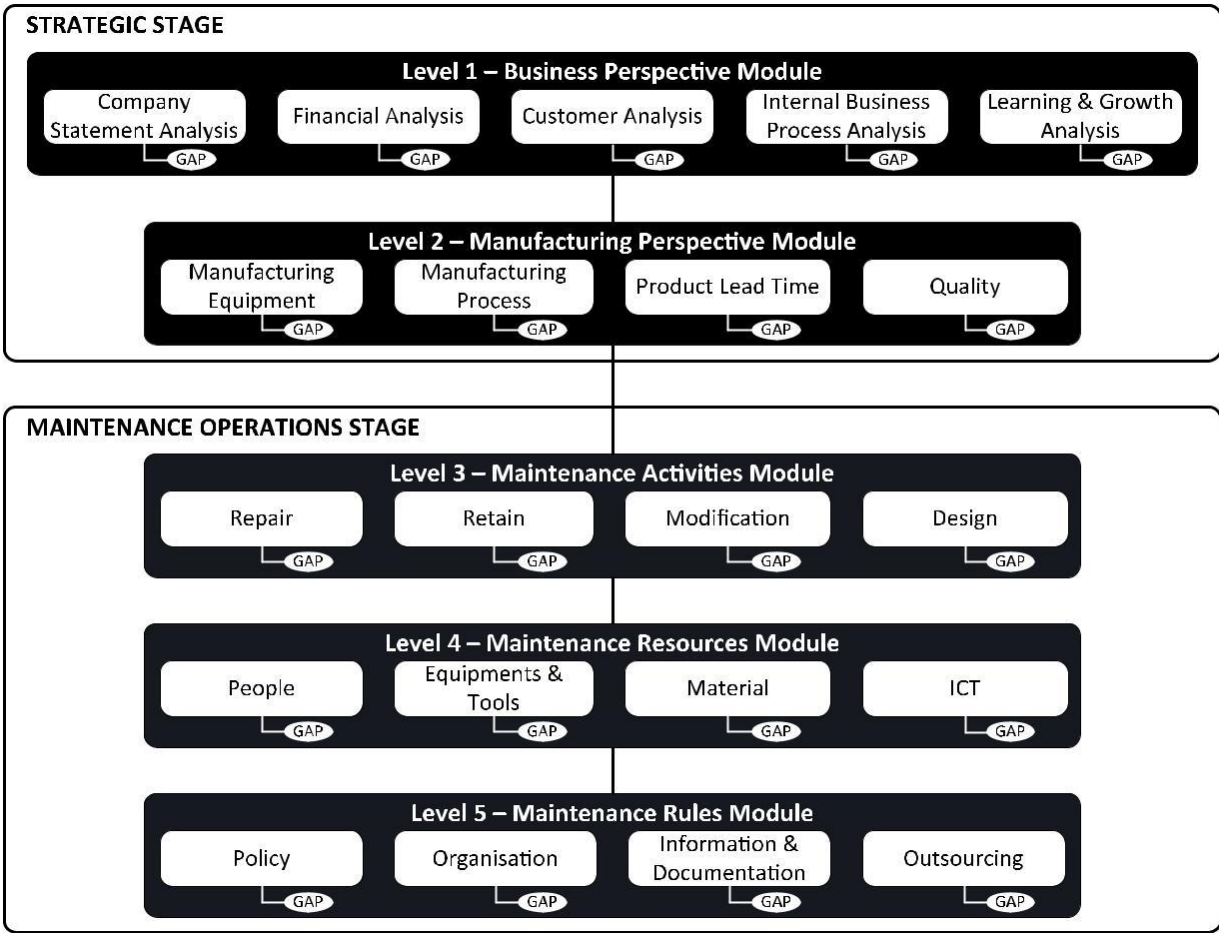 STRATEGIC STAGE
Level 1 – Business Perspective Module
Company
Statement Analysis
GAP
Financial Analysis
GAP
Customer Analysis
GAP
Internal Business
Process Analysis
GAP
Learning & Growth
Analysis
GAP
Level 2 – Manufacturing Perspective Module
Manufacturing
Equipment
GAP
Manufacturing
Process
GAP
Product Lead Time
GAP
Quality
GAP
MAINTENANCE OPERATIONS STAGE
Level 3 – Maintenance Activities Module
Repair
GAP
Retain
GAP
Modification
GAP
Design
GAP
Level 4 – Maintenance Resources Module
People
GAP
Equipments &
Tools
GAP
Material
GAP
ICT
GAP
Level 5 – Maintenance Rules Module
Policy
GAP
Organisation
GAP
Information &
Documentation
GAP
Outsourcing
GAP